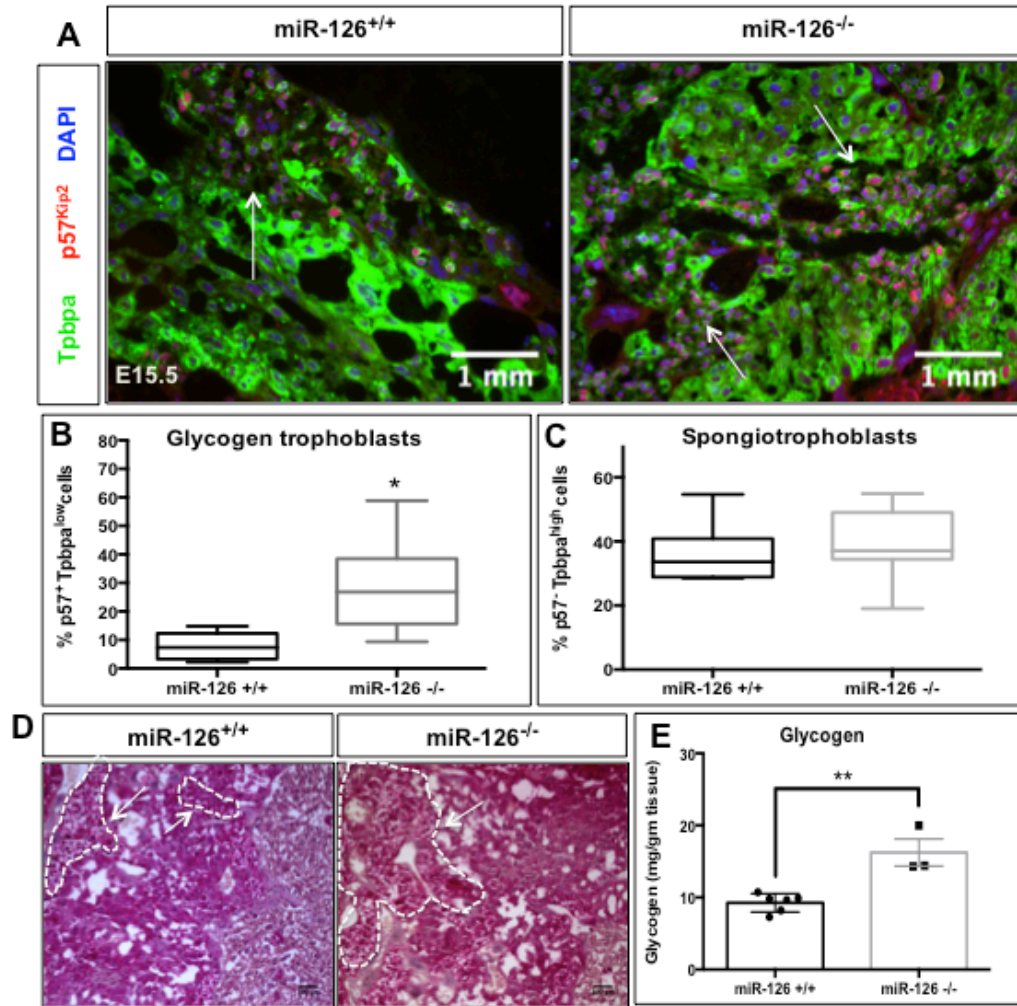 A
miR-126+/+
miR-126-/-
Tpbpa p57Kip2 DAPI
E15.5
1 mm
1 mm
B
Glycogen trophoblasts
% p57+ Tpbpalow cells
80
70
60
50
40
30
20
10
0
*
miR-126 +/+
miR-126 -/-
C
Spongiotrophoblasts
% p57- Tpbpahigh cells
60
40
20
0
miR-126 +/+
miR-126 -/-
D
miR-126+/+
miR-126-/-
E
Glycogen
Glycogen (mg/gm tissue)
30
20
10
0
**
miR-126 +/+
miR-126 -/-